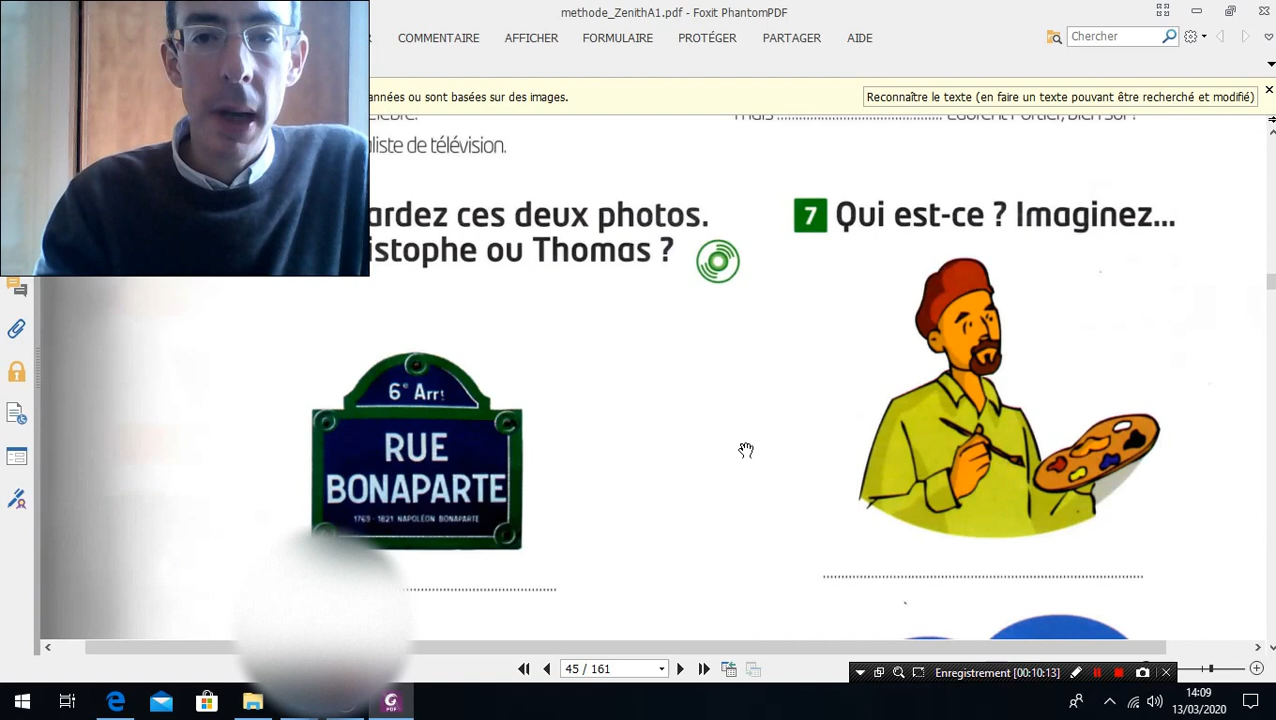 methode_ZenithA1.pdf - Foxit PhantomPDF
COMMENTAIRE AFFICHER FORMULAIRE PROTÉGER PARTAGER AIDE
Chercher
années ou sont basées sur des images.
Reconnaître le texte (en faire un texte pouvant être recherché et modifié)
liste de télévision.
ardez ces deux photos.
istophe ou Thomas ?
7 Qui est-ce ? Imaginez...
6e Arrt
RUE
BONAPARTE
1769 - 1821 NAPOLÉON BONAPARTE
45 / 161
Enregistrement [00:10:13]
14:09
13/03/2020